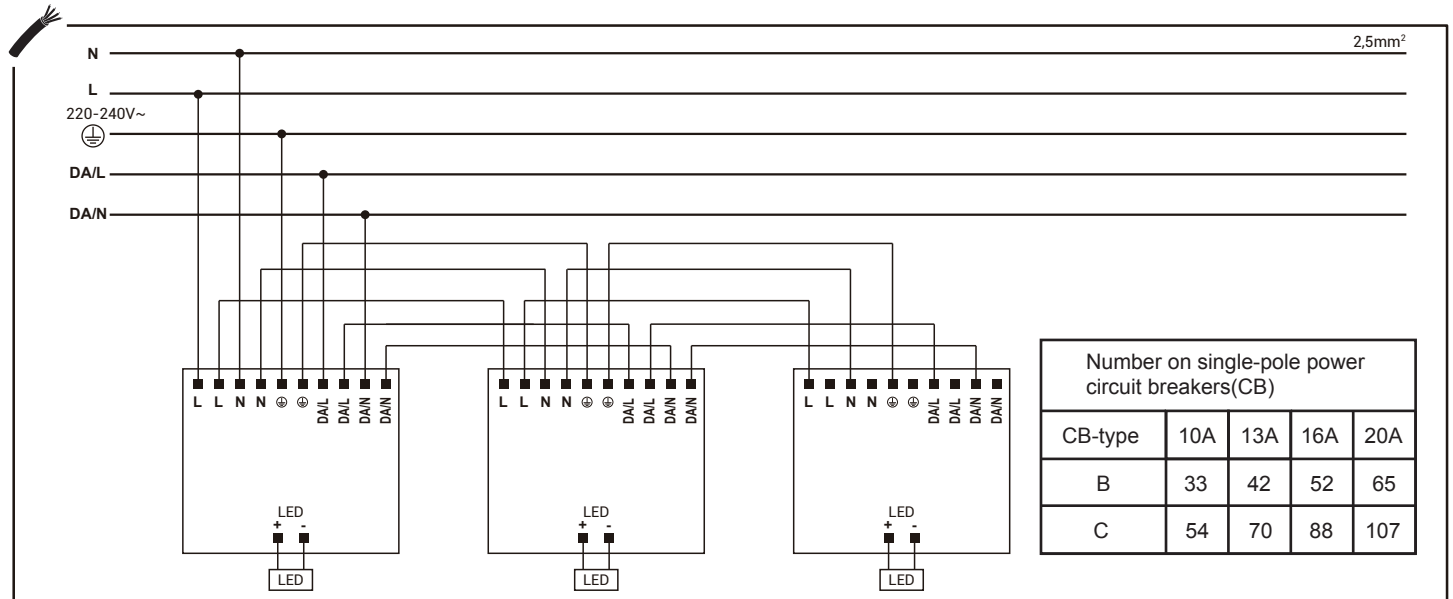 N
2,5mm²
L
220-240V~
DA/L
DA/N
L L N N DA/L DA/L DA/N DA/N
LED
+ -
LED
L L N N DA/L DA/L DA/N DA/N
LED
+ -
LED
L L N N DA/L DA/L DA/N DA/N
LED
+ -
LED
Number on single-pole power
circuit breakers(CB)
CB-type 10A 13A 16A 20A
B 33 42 52 65
C 54 70 88 107